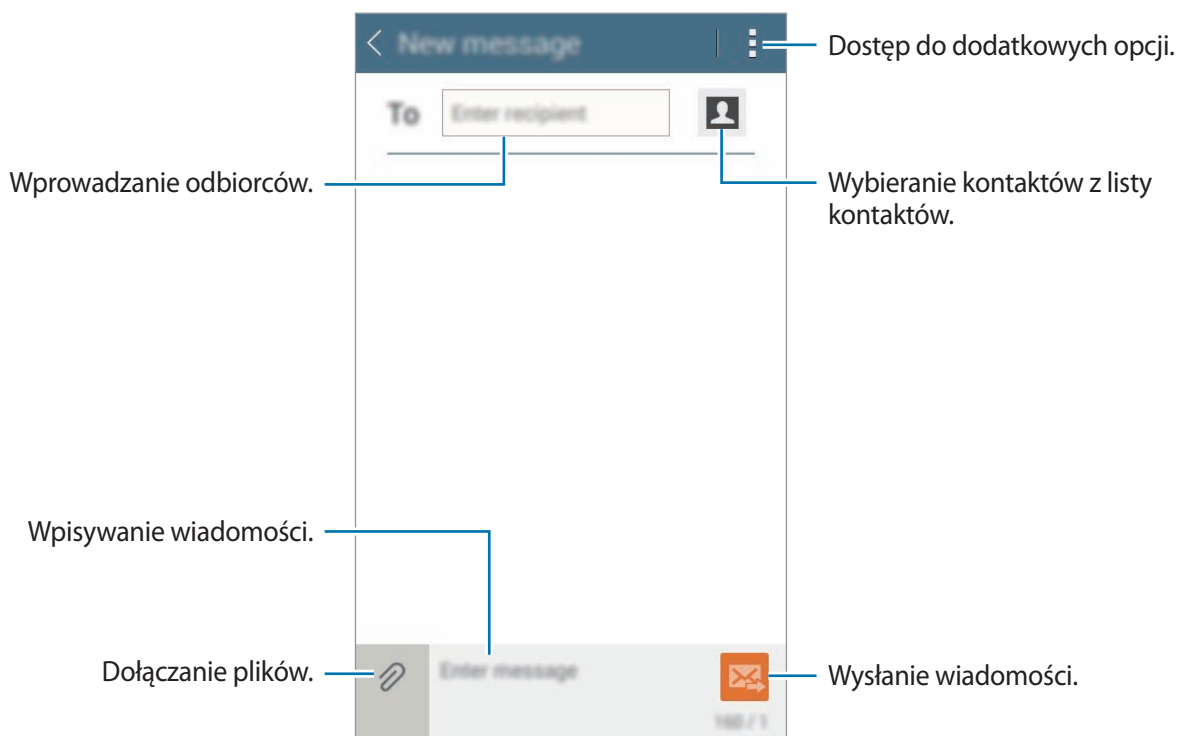 New message
Dostęp do dodatkowych opcji.
To
Enter recipient
Wprowadzanie odbiorców.
Wybieranie kontaktów z listy
kontaktów.
Wpisywanie wiadomości.
Dołączanie plików.
Enter message
Wysłanie wiadomości.
160 / 1